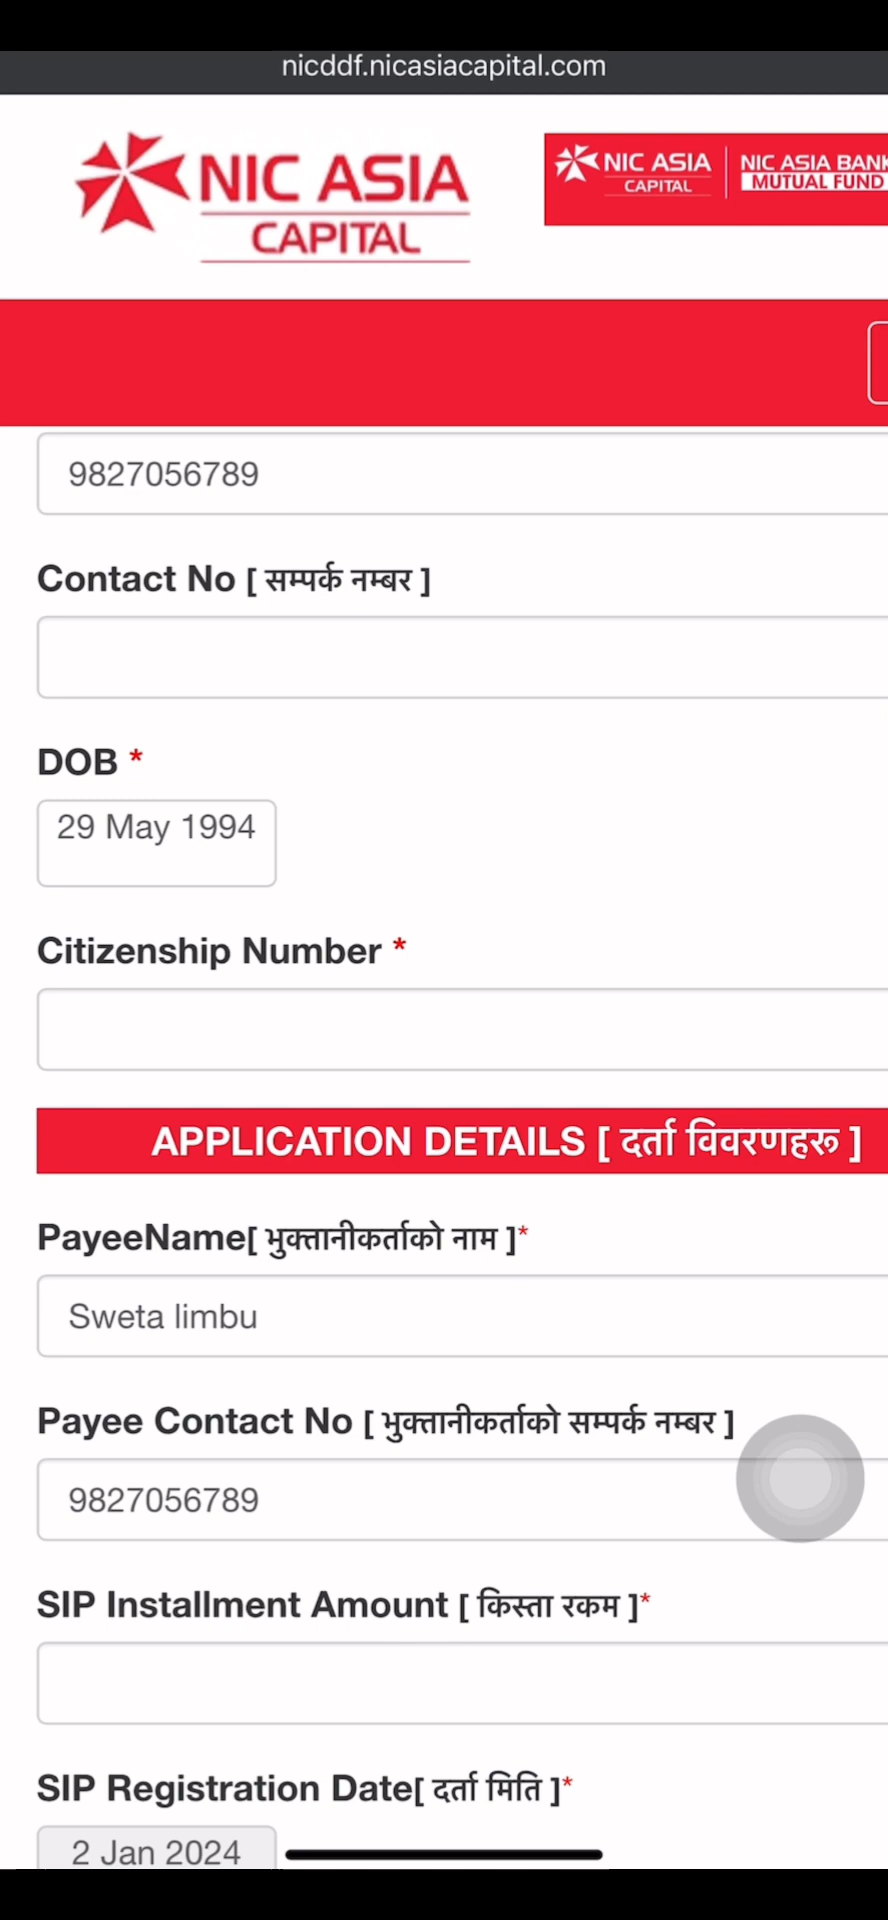 nicddf.nicasiacapital.com
NIC ASIA
CAPITAL
NIC ASIA
CAPITAL
NIC ASIA BANK
MUTUAL FUND
9827056789
Contact No [ सम्पर्क नम्बर ]
DOB *
29 May 1994
Citizenship Number *
APPLICATION DETAILS [ दर्ता विवरणहरू ]
PayeeName[ भुक्तानीकर्ताको नाम ]*
Sweta limbu
Payee Contact No [ भुक्तानीकर्ताको सम्पर्क नम्बर ]
9827056789
SIP Installment Amount [ किस्ता रकम ]*
SIP Registration Date[ दर्ता मिति ]*
2 Jan 2024